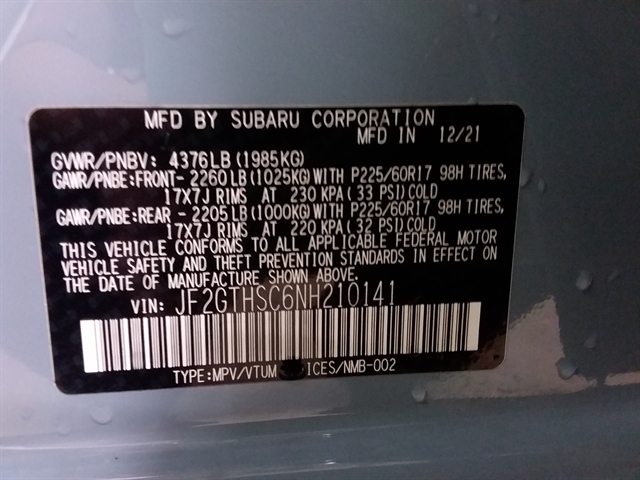 MFD BY SUBARU CORPORATION
MFD IN 12/21
GVWR/PNBV: 4376LB (1985KG)
GAWR/PNBE:FRONT- 2260LB (1025KG)WITH P225/60R17 98H TIRES,
17X7J RIMS AT 230 KPA( 33 PSI)COLD
GAWR/PNBE:REAR - 2205LB (1000KG)WITH P225/60R17 98H TIRES,
17X7J RIMS AT 220 KPA( 32 PSI)COLD
THIS VEHICLE CONFORMS TO ALL APPLICABLE FEDERAL MOTOR
VEHICLE SAFETY AND THEFT PREVENTION STANDARDS IN EFFECT ON
THE DATE OF MANUFACTURE SHOWN ABOVE.
VIN: JF2GTHSC6NH210141
TYPE:MPV/VTUM ICES/NMB-002